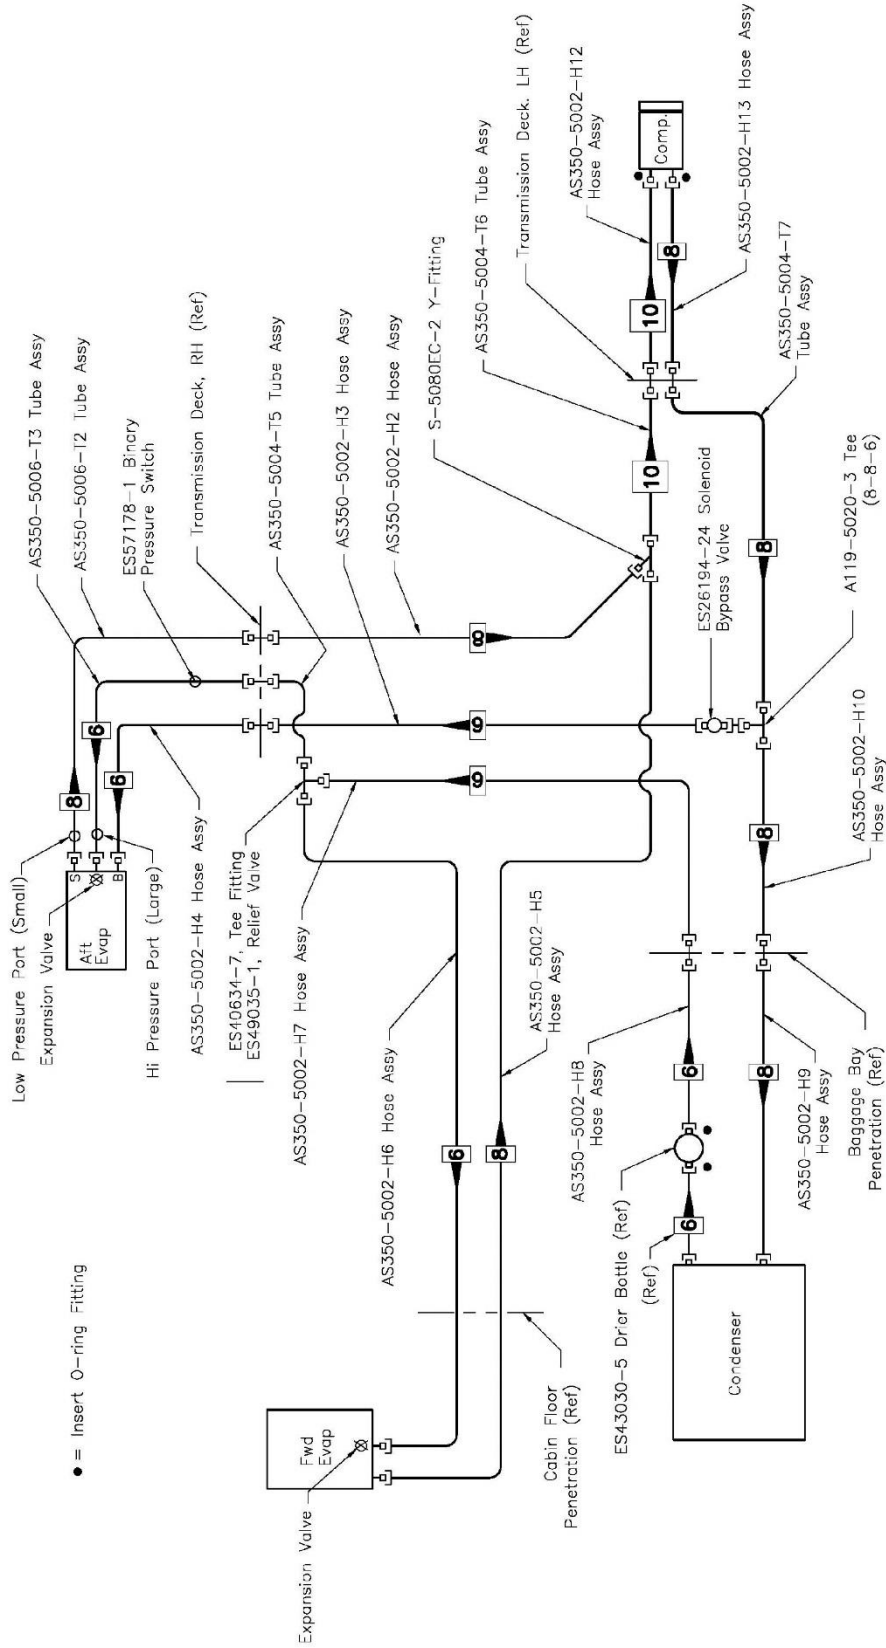 ● = Insert O-ring Fitting
Low Pressure Port (Small)
Expansion Valve
Aft
Evap
S
B
Hi Pressure Port (Large)
AS350-5002-H4 Hose Assy
ES40634-7, Tee Fitting
ES49035-1, Relief Valve
AS350-5002-H7 Hose Assy
AS350-5006-T3 Tube Assy
AS350-5006-T2 Tube Assy
ES57178-1 Binary
Pressure Switch
Transmission Deck, RH (Ref)
AS350-5004-T5 Tube Assy
AS350-5002-H3 Hose Assy
AS350-5002-H2 Hose Assy
S-5080EC-2 Y-Fitting
AS350-5004-T6 Tube Assy
Transmission Deck. LH (Ref)
AS350-5002-H12
Hose Assy
Comp.
AS350-5002-H13 Hose Assy
AS350-5004-T7
Tube Assy
8
6
6
8
6
6
10
10
8
8
8
Expansion Valve
Fwd
Evap
AS350-5002-H6 Hose Assy
AS350-5002-H5
Hose Assy
6
8
Cabin Floor
Penetration (Ref)
ES43030-5 Drier Bottle (Ref)
(Ref)
AS350-5002-H8
Hose Assy
6
6
8
Condenser
AS350-5002-H9
Hose Assy
Baggage Bay
Penetration (Ref)
AS350-5002-H10
Hose Assy
ES26194-24 Solenoid
Bypass Valve
A119-5020-3 Tee
(8-8-6)